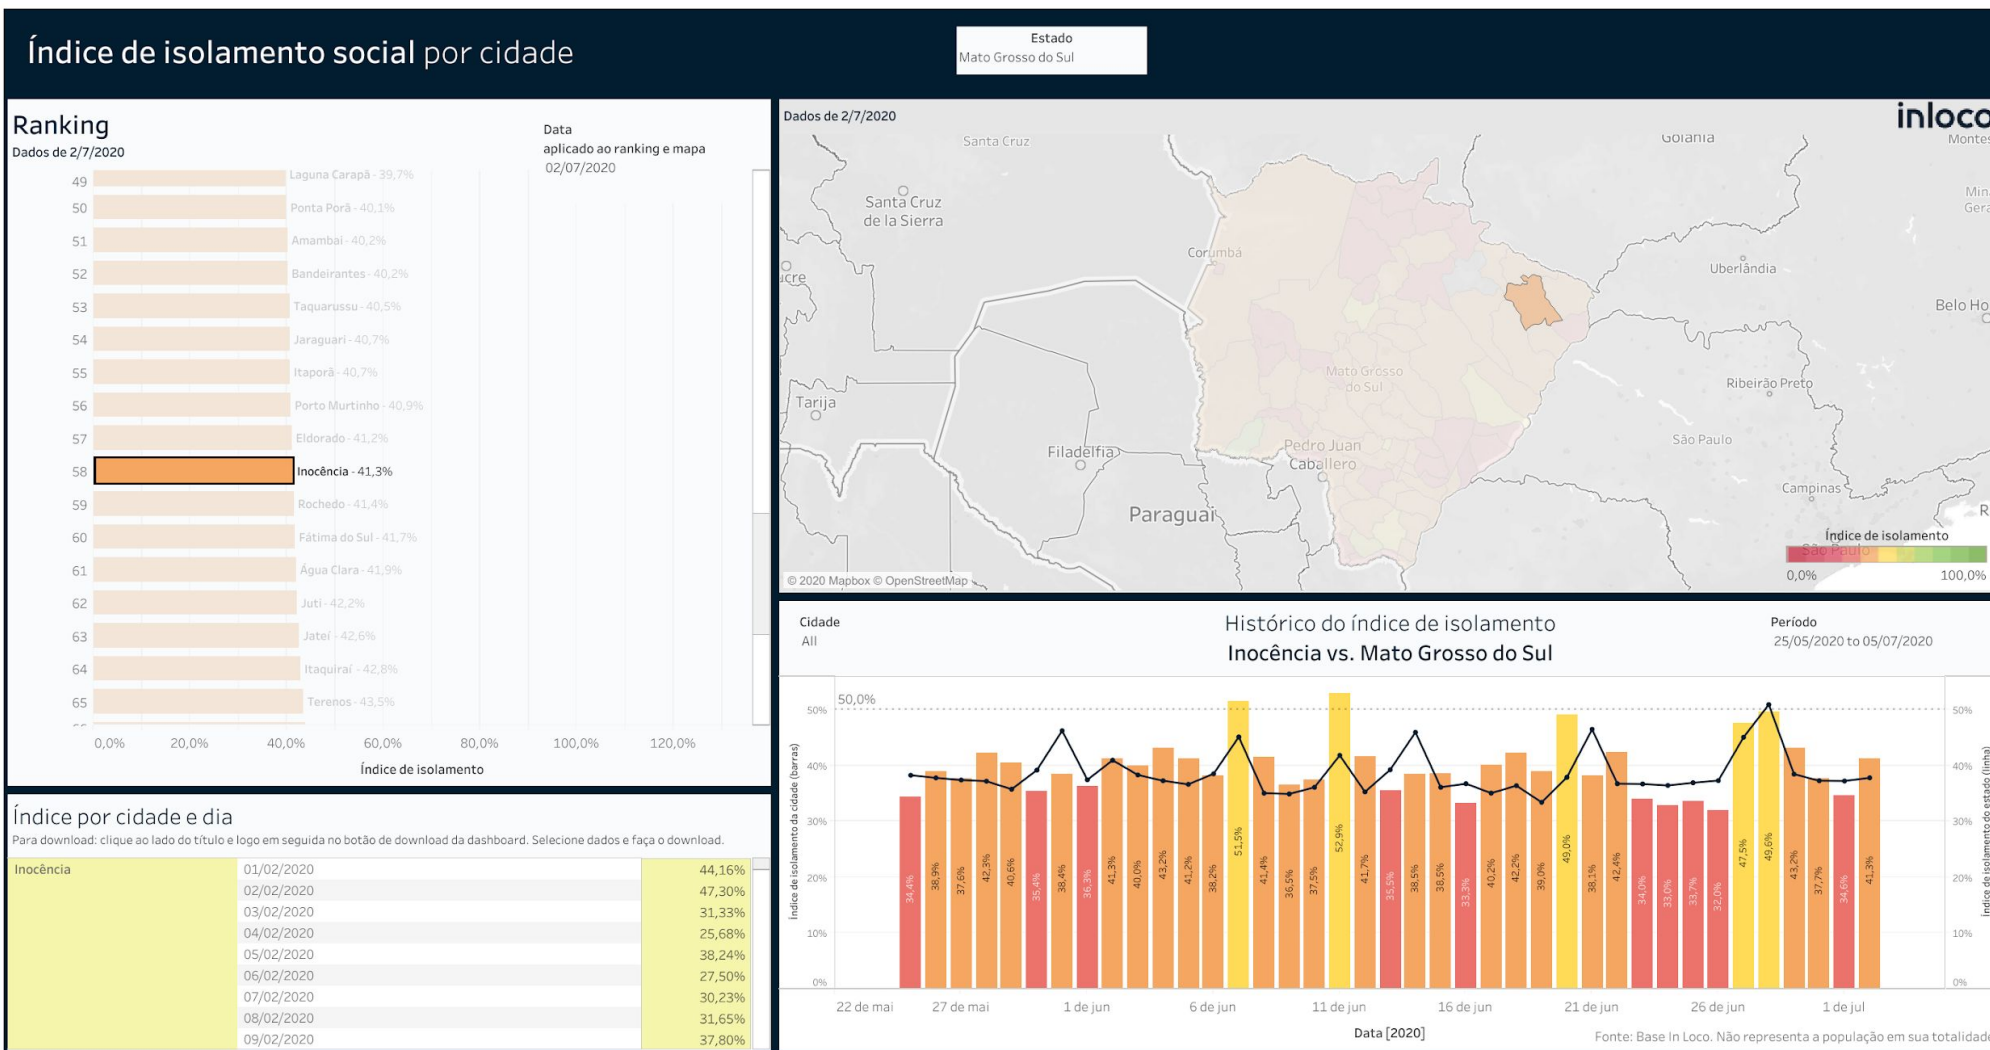 Índice de isolamento social por cidade
Estado
Mato Grosso do Sul
Ranking
Dados de 2/7/2020
Data
aplicado ao ranking e mapa
02/07/2020
49 Laguna Carapã - 39,7%
50 Ponta Porã - 40,1%
51 Amambai - 40,2%
52 Bandeirantes - 40,2%
53 Taquarussu - 40,5%
54 Jaraguari - 40,7%
55 Itaporã - 40,7%
56 Porto Murtinho - 40,9%
57 Eldorado - 41,2%
58 Inocência - 41,3%
59 Rochedo - 41,4%
60 Fátima do Sul - 41,7%
61 Água Clara - 41,9%
62 Juti - 42,2%
63 Jateí - 42,6%
64 Itaquiraí - 42,8%
65 Terenos - 43,5%
0,0% 20,0% 40,0% 60,0% 80,0% 100,0% 120,0%
Índice de isolamento
Índice por cidade e dia
Para download: clique ao lado do título e logo em seguida no botão de download da dashboard. Selecione dados e faça o download.
Inocência 01/02/2020 44,16%
02/02/2020 47,30%
03/02/2020 31,33%
04/02/2020 25,68%
05/02/2020 38,24%
06/02/2020 27,50%
07/02/2020 30,23%
08/02/2020 31,65%
09/02/2020 37,80%
Dados de 2/7/2020
inloco
Santa Cruz
Goiânia
Montes
Santa Cruz
de la Sierra
Min
Gera
Corumbá
Uberlândia
cre
Belo Ho
Mato Grosso
do Sul
Ribeirão Preto
Tarija
Filadélfia
Pedro Juan
Caballero
São Paulo
Campinas
Paraguai
R
Índice de isolamento
São Paulo
0,0% 100,0%
© 2020 Mapbox © OpenStreetMap
Cidade
All
Histórico do índice de isolamento
Inocência vs. Mato Grosso do Sul
Período
25/05/2020 to 05/07/2020
50,0%
Índice de isolamento da cidade (barras)
50%
40%
30%
20%
10%
0%
34,4% 38,9% 37,6% 42,3% 40,6% 35,4% 38,4% 36,3% 41,3% 40,0% 43,2% 41,2% 38,2% 51,5% 41,4% 36,5% 37,5% 52,9% 41,7% 35,5% 38,5% 38,5% 33,3% 40,2% 42,2% 39,0% 49,0% 38,1% 42,4% 34,0% 33,0% 33,7% 32,0% 47,5% 49,6% 43,2% 37,7% 34,6% 41,3%
50%
40%
30%
20%
10%
0%
Índice de isolamento do estado (linha)
22 de mai 27 de mai 1 de jun 6 de jun 11 de jun 16 de jun 21 de jun 26 de jun 1 de jul
Data [2020]
Fonte: Base In Loco. Não representa a população em sua totalidade